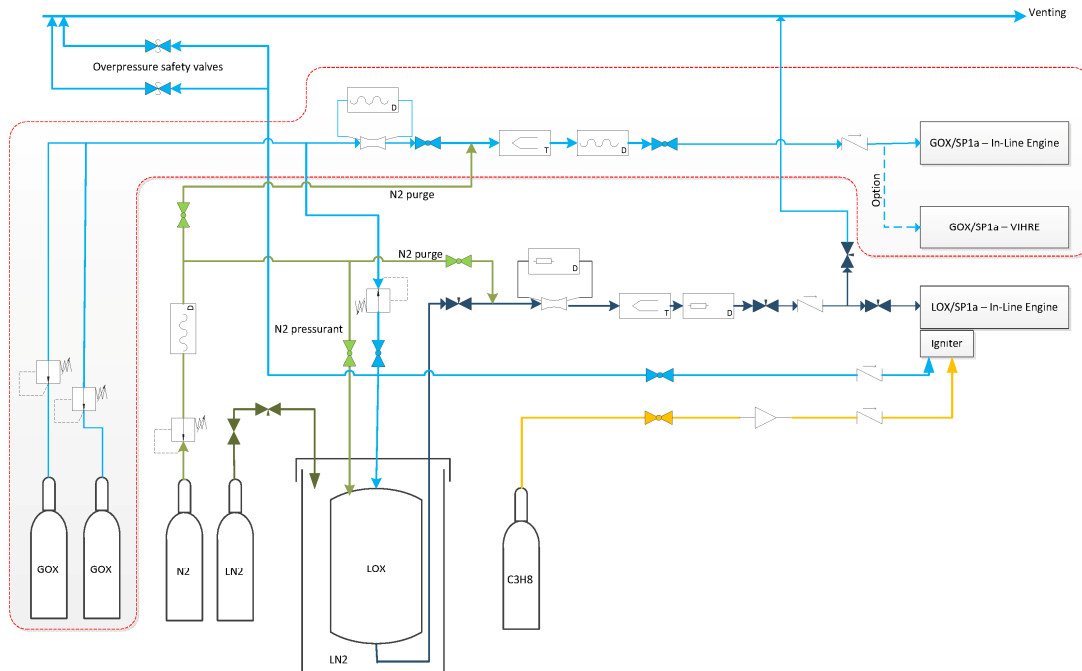 Venting
Overpressure safety valves
D
GOX/SP1a – In-Line Engine
T
D
N2 purge
Option
GOX/SP1a – VIHRE
N2 purge
D
D
N2 pressurant
T
D
LOX/SP1a – In-Line Engine
Igniter
GOX
GOX
N2
LN2
LOX
C3H8
LN2